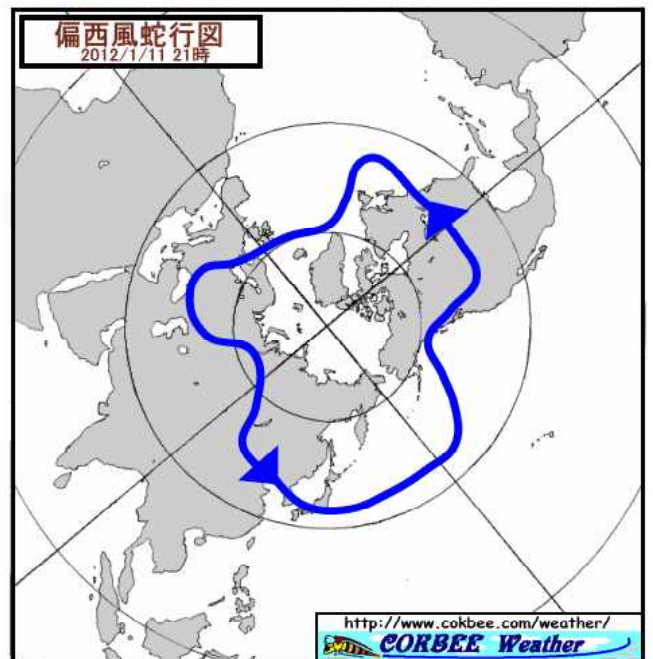 偏西風蛇行図
2012/1/11 21時
http://www.cokbee.com/weather/
CORBEE Weather